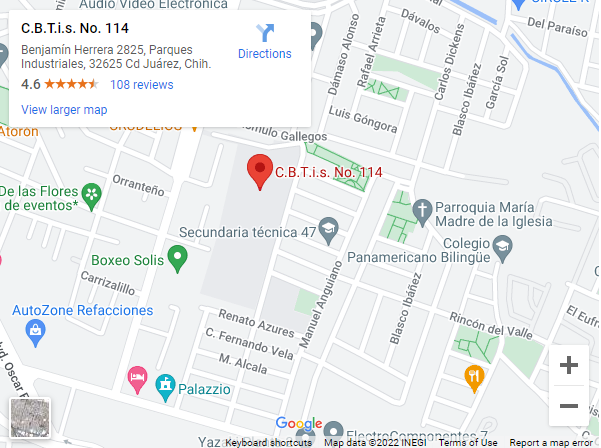 Audio Video Electrónica
C.B.T.i.s. No. 114
Benjamín Herrera 2825, Parques
Industriales, 32625 Cd Juárez, Chih.
Directions
4.6
108 reviews
View larger map
Del Paraíso
Dávalos
Dámaso Alonso
Rafael Arrieta
Carlos Dickens
Blasco Ibáñez
García Sol
Luis Góngora
Atoron
Rómulo Gallegos
C.B.T.i.s. No. 114
Orranteño
De las Flores
de eventos*
Parroquia María
Madre de la Iglesia
Secundaria técnica 47
Colegio
Panamericano Bilingüe
Boxeo Solis
Carrizalillo
Manuel Anguiano
Blasco Ibáñez
AutoZone Refacciones
Renato Azures
C. Fernando Vela
M. Alcala
Rincón del Valle
El Eufr
Blvd. Oscar F
Palazzio
Google
ElectroComponentes 7
Yaz
Keyboard shortcuts
Map data ©2022 INEGI
Terms of Use
Report a map error